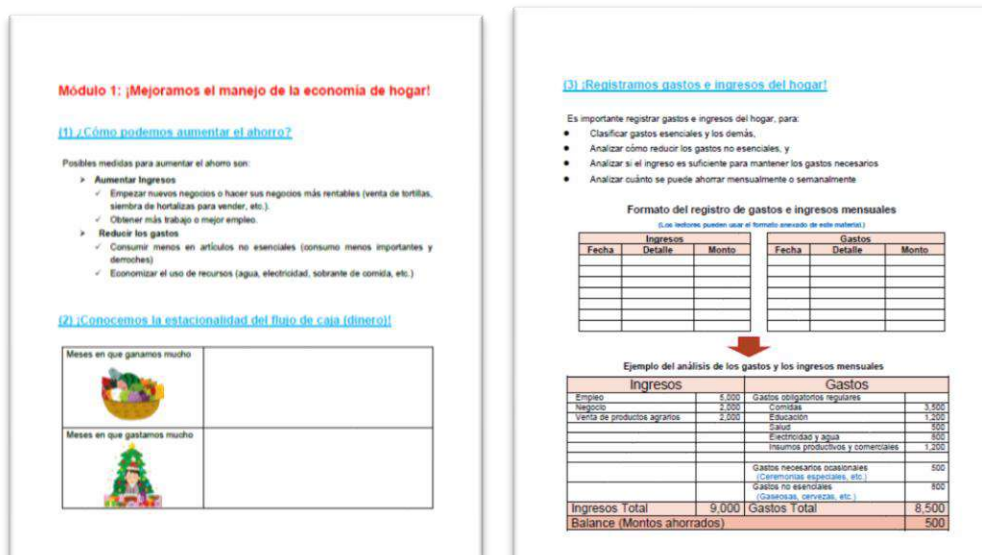 Módulo 1: ¡Mejoramos el manejo de la economía de hogar!
(1) ¿Cómo podemos aumentar el ahorro?
Posibles medidas para aumentar el ahorro son:
➢ Aumentar Ingresos
✓ Empezar nuevos negocios o hacer sus negocios más rentables (venta de tortillas,
siembra de hortalizas para vender, etc.).
✓ Obtener más trabajo o mejor empleo.
➢ Reducir los gastos
✓ Consumir menos en artículos no esenciales (consumo menos importantes y
derroches)
✓ Economizar el uso de recursos (agua, electricidad, sobrante de comida, etc.)
(2) ¡Conocemos la estacionalidad del flujo de caja (dinero)!
Meses en que ganamos mucho
Meses en que gastamos mucho
(3) ¡Registramos gastos e ingresos del hogar!
Es importante registrar gastos e ingresos del hogar, para:
● Clasificar gastos esenciales y los demás,
● Analizar cómo reducir los gastos no esenciales, y
● Analizar si el ingreso es suficiente para mantener los gastos necesarios
● Analizar cuánto se puede ahorrar mensualmente o semanalmente
Formato del registro de gastos e ingresos mensuales
(Los lectores pueden usar el formato anexado de este material.)
Ingresos Gastos
Fecha Detalle Monto Fecha Detalle Monto
Ejemplo del análisis de los gastos y los ingresos mensuales
Ingresos Gastos
Empleo 5,000 Gastos obligatorios regulares
Negocio 2,000 Comidas 3,500
Venta de productos agrarios 2,000 Educación 1,200
Salud 500
Electricidad y agua
Insumos productivos y comerciales 1,200
Gastos necesarios ocasionales 500
(Ceremonias especiales, etc.)
Gastos no esenciales
(Gaseosas, cervezas, etc.)
Ingresos Total 9,000 Gastos Total 8,500
Balance (Montos ahorrados) 500